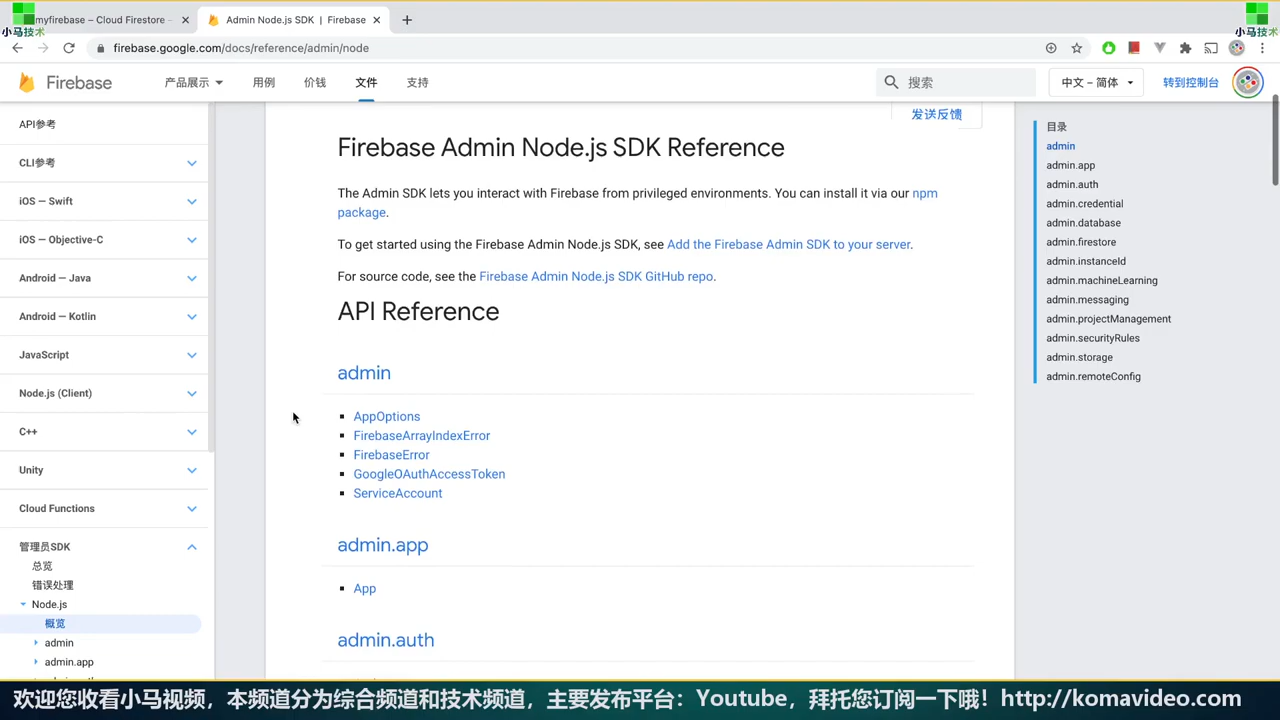 myfirebase – Cloud Firestore -
Admin Node.js SDK | Firebase
小马技术
小马技术
firebase.google.com/docs/reference/admin/node
Firebase
产品展示
用例
价钱
文件
支持
搜索
中文 – 简体
转到控制台
API参考
CLI参考
iOS — Swift
iOS — Objective-C
Android — Java
Android — Kotlin
JavaScript
Node.js (Client)
C++
Unity
Cloud Functions
管理员SDK
总览
错误处理
Node.js
概览
admin
admin.app
发送反馈
Firebase Admin Node.js SDK Reference
The Admin SDK lets you interact with Firebase from privileged environments. You can install it via our npm
package.
To get started using the Firebase Admin Node.js SDK, see Add the Firebase Admin SDK to your server.
For source code, see the Firebase Admin Node.js SDK GitHub repo.
API Reference
admin
AppOptions
FirebaseArrayIndexError
FirebaseError
GoogleOAuthAccessToken
ServiceAccount
admin.app
App
admin.auth
目录
admin
admin.app
admin.auth
admin.credential
admin.database
admin.firestore
admin.instanceId
admin.machineLearning
admin.messaging
admin.projectManagement
admin.securityRules
admin.storage
admin.remoteConfig
欢迎您收看小马视频，本频道分为综合频道和技术频道，主要发布平台：Youtube，拜托您订阅一下哦！http://komavideo.com